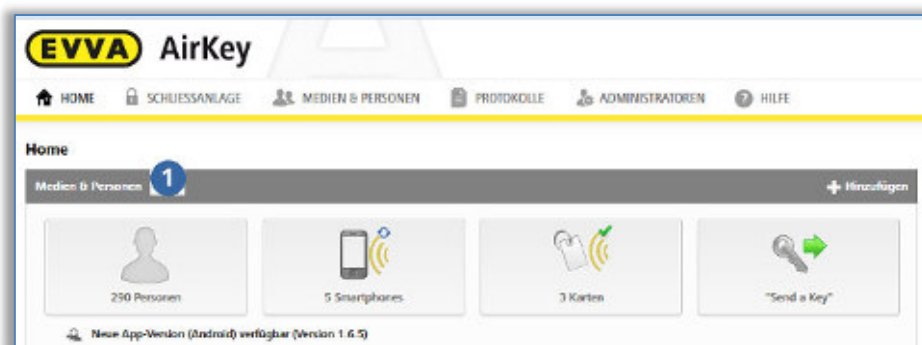 EVVA AirKey
HOME SCHLIESSANLAGE MEDIEN & PERSONEN PROTOKOLLE ADMINISTRATOREN HILFE
Home
Medien & Personen 1 Hinzufügen
290 Personen 5 Smartphones 3 Karten "Send a Key"
Neue App-Version (Android) verfügbar (Version 1.6.5)